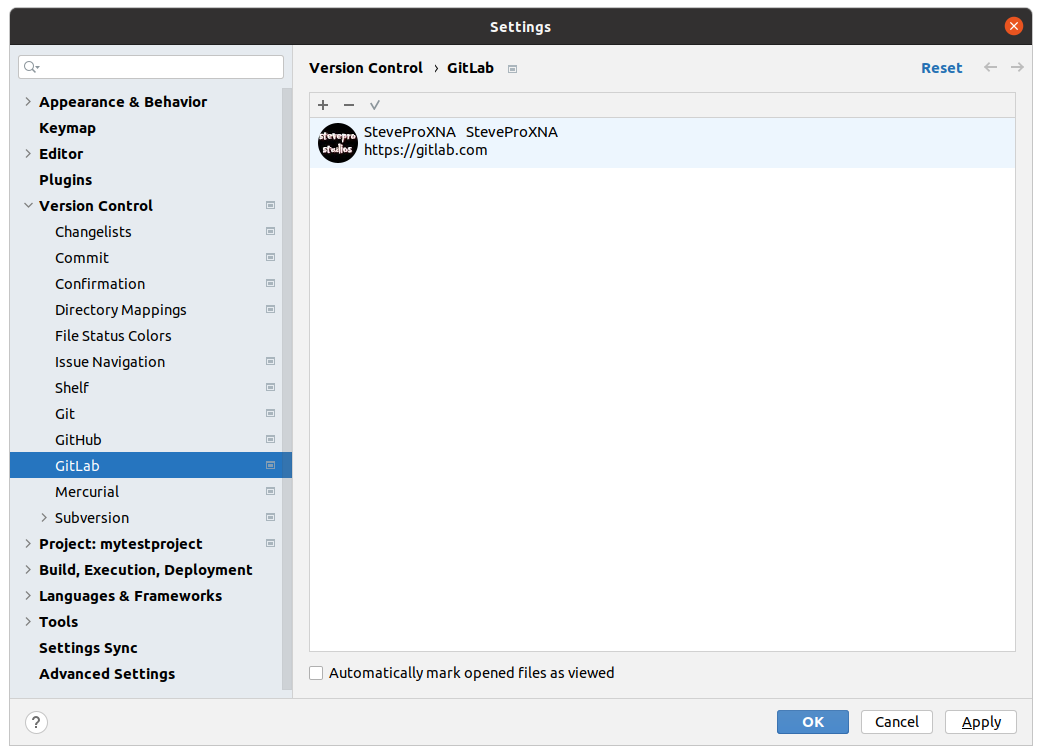 Settings
Appearance & Behavior
Keymap
Editor
Plugins
Version Control
Changelists
Commit
Confirmation
Directory Mappings
File Status Colors
Issue Navigation
Shelf
Git
GitHub
GitLab
Mercurial
Subversion
Project: mytestproject
Build, Execution, Deployment
Languages & Frameworks
Tools
Settings Sync
Advanced Settings
Version Control › GitLab
Reset
stevepro
studios
SteveProXNA SteveProXNA
https://gitlab.com
Automatically mark opened files as viewed
?
OK
Cancel
Apply